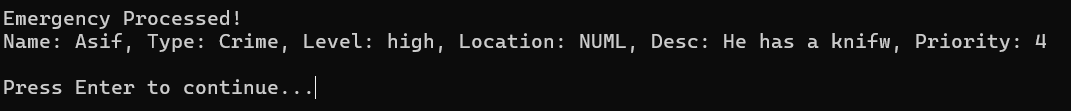 Emergency Processed!
Name: Asif, Type: Crime, Level: high, Location: NUML, Desc: He has a knifw, Priority: 4
Press Enter to continue...